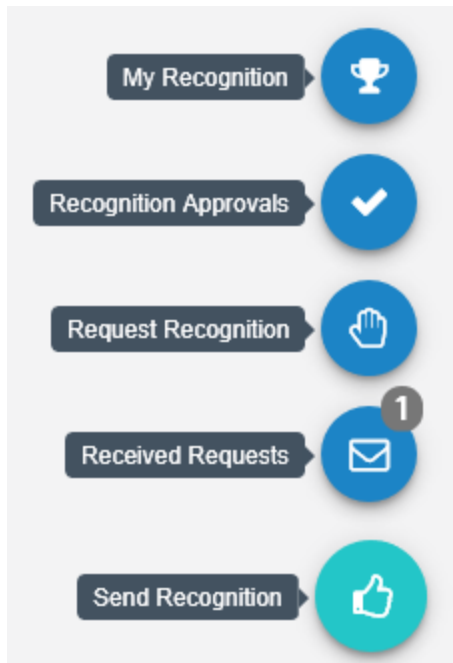 My Recognition
Recognition Approvals
Request Recognition
1
Received Requests
Send Recognition